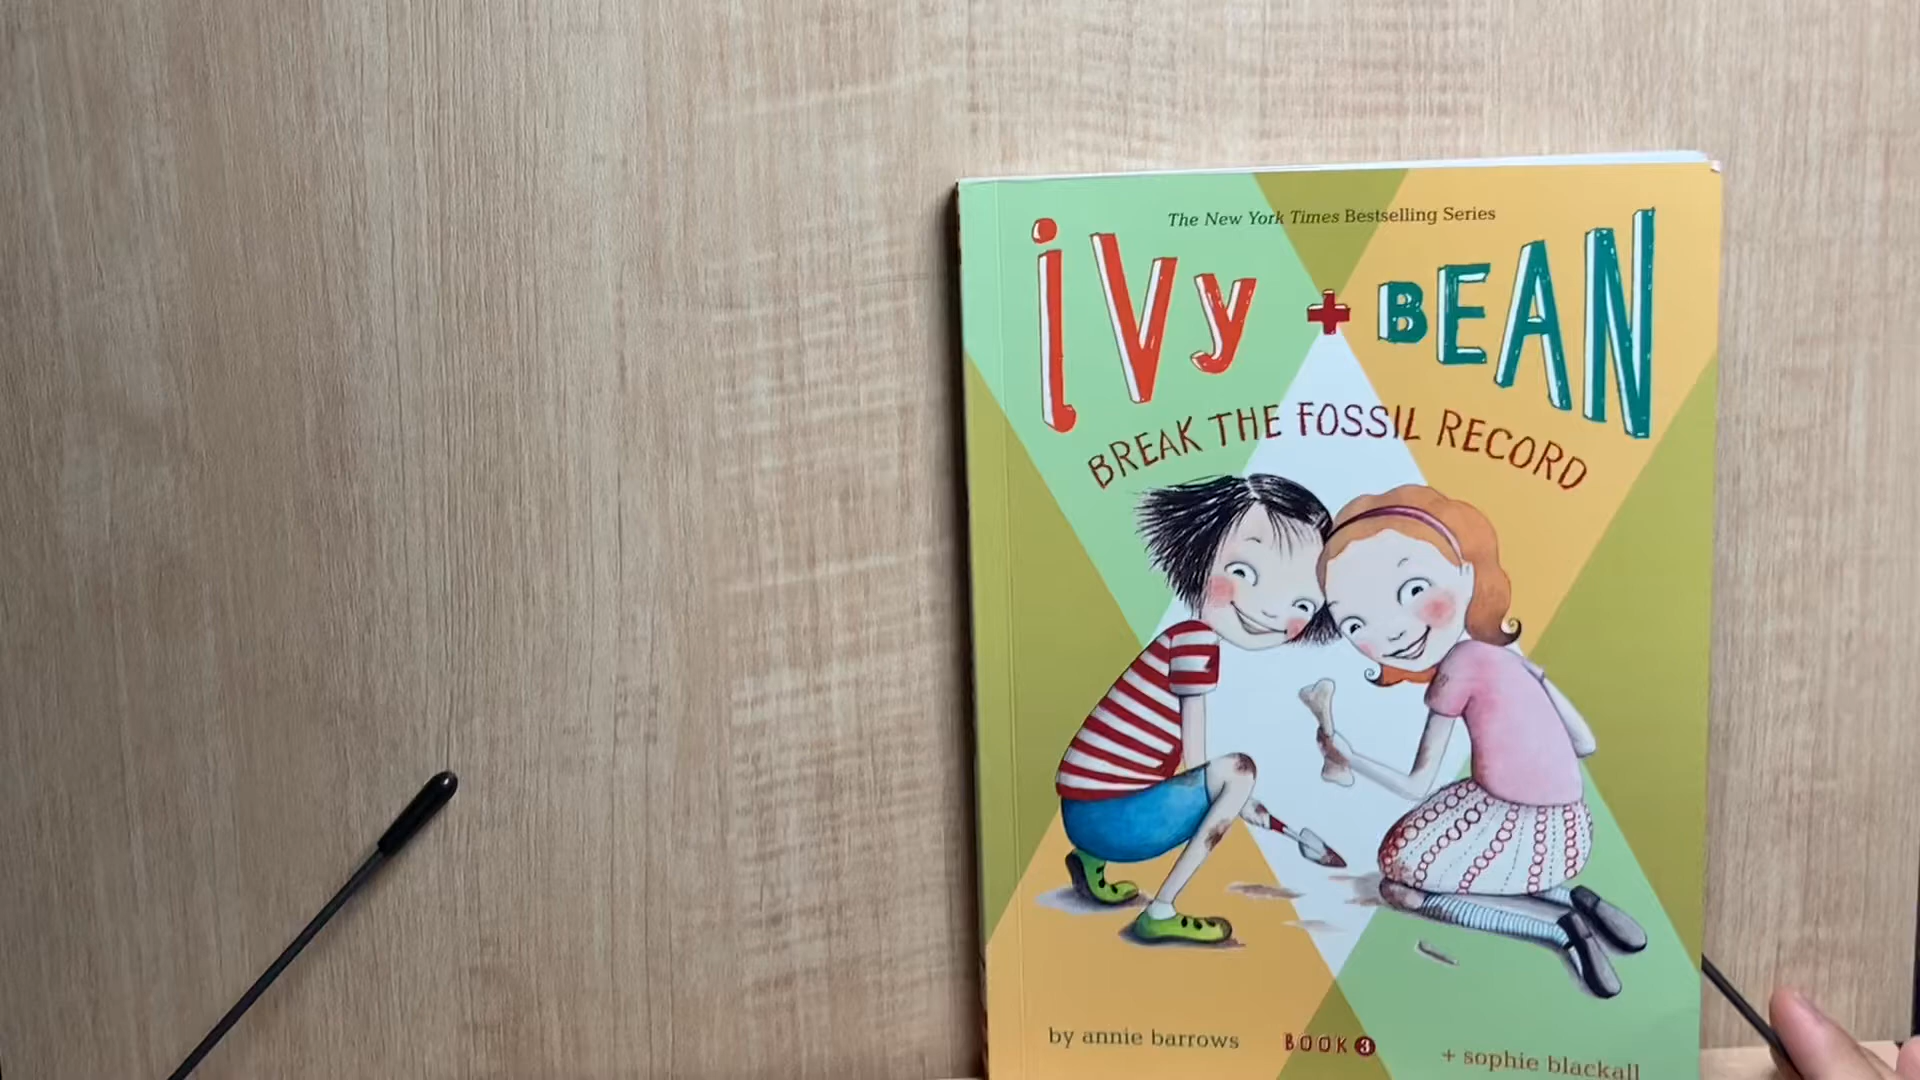 The New York Times Bestselling Series
ivy + BEAN
BREAK THE FOSSIL RECORD
by annie barrows
BOOK 3
+ sophie blackall